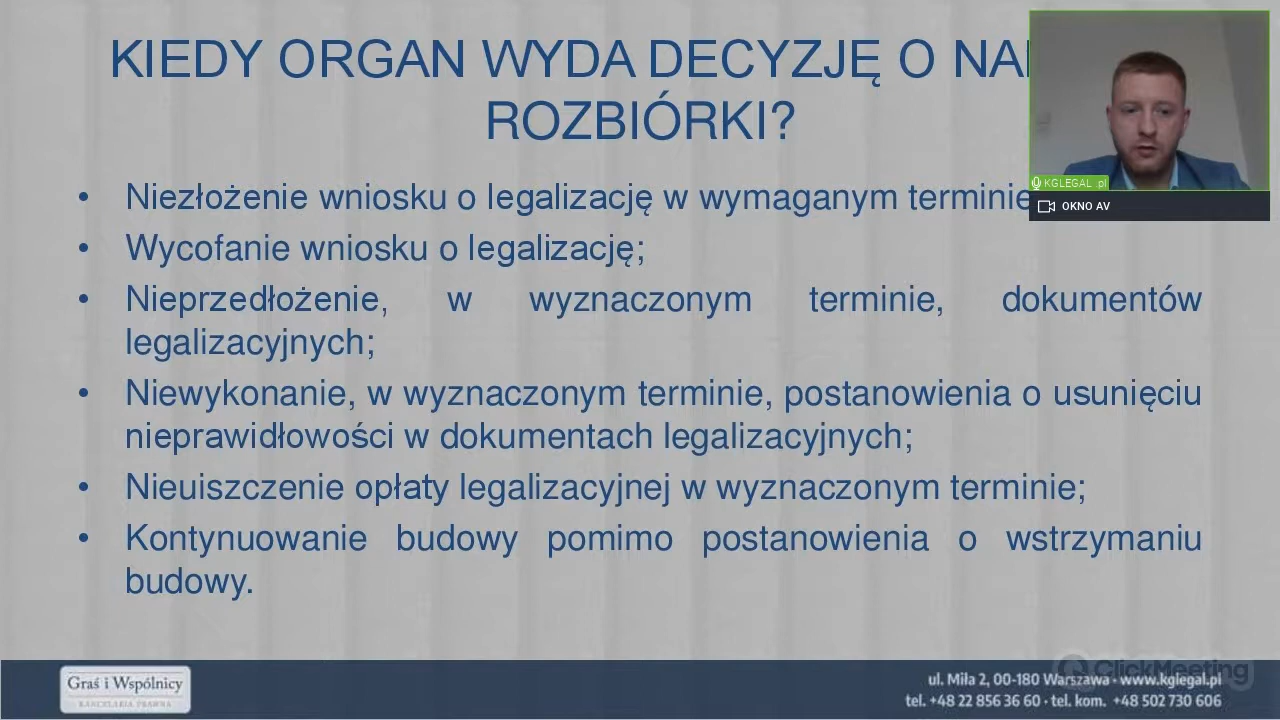 KIEDY ORGAN WYDA DECYZJĘ O
ROZBIÓRKI?
• Niezłożenie wniosku o legalizację w wymaganym terminie
• Wycofanie wniosku o legalizację;
• Nieprzedłożenie, w wyznaczonym terminie, dokumentów
legalizacyjnych;
• Niewykonanie, w wyznaczonym terminie, postanowienia o usunięciu
nieprawidłowości w dokumentach legalizacyjnych;
• Nieuiszczenie opłaty legalizacyjnej w wyznaczonym terminie;
• Kontynuowanie budowy pomimo postanowienia o wstrzymaniu
budowy.
KGLEGAL .pl
OKNO AV
Graś i Wspólnicy
KANCELARIA PRAWNA
ClickMeeting
ul. Miła 2, 00-180 Warszawa · www.kglegal.pl
tel. +48 22 856 36 60 · tel. kom. +48 502 730 606